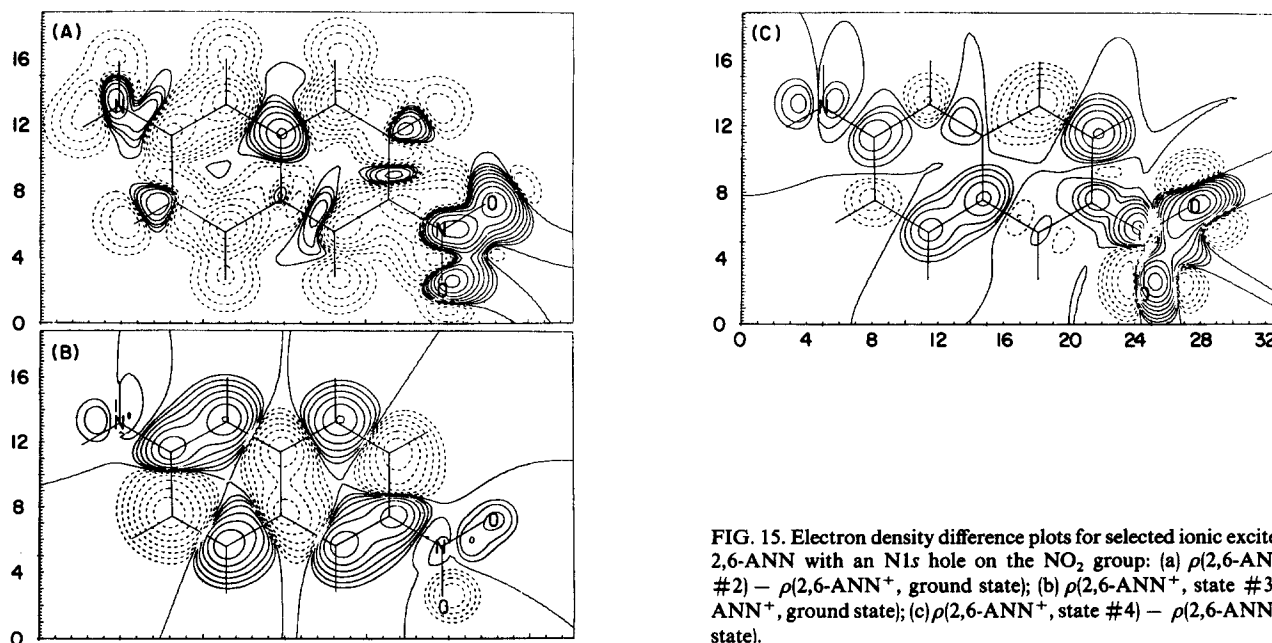 (A)
16
12
8
4
0
N
O
N
O
(B)
16
12
8
4
0
N
O
N
O
(C)
16
12
8
4
0
N
O
0 4 8 12 16 20 24 28 32
FIG. 15. Electron density difference plots for selected ionic excite
2,6-ANN with an N1s hole on the NO₂ group: (a) ρ(2,6-AN
#2) − ρ(2,6-ANN⁺, ground state); (b) ρ(2,6-ANN⁺, state #3
ANN⁺, ground state); (c) ρ(2,6-ANN⁺, state #4) − ρ(2,6-ANN
state).